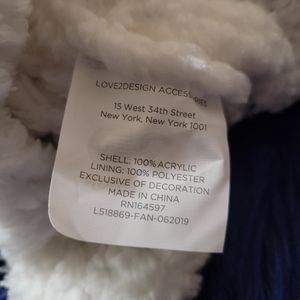 LOVE2DESIGN ACCESSORIES
15 West 34th Street
New York, New York 1001
SHELL: 100% ACRYLIC
LINING: 100% POLYESTER
EXCLUSIVE OF DECORATION
MADE IN CHINA
RN164597
L518869-FAN-062019